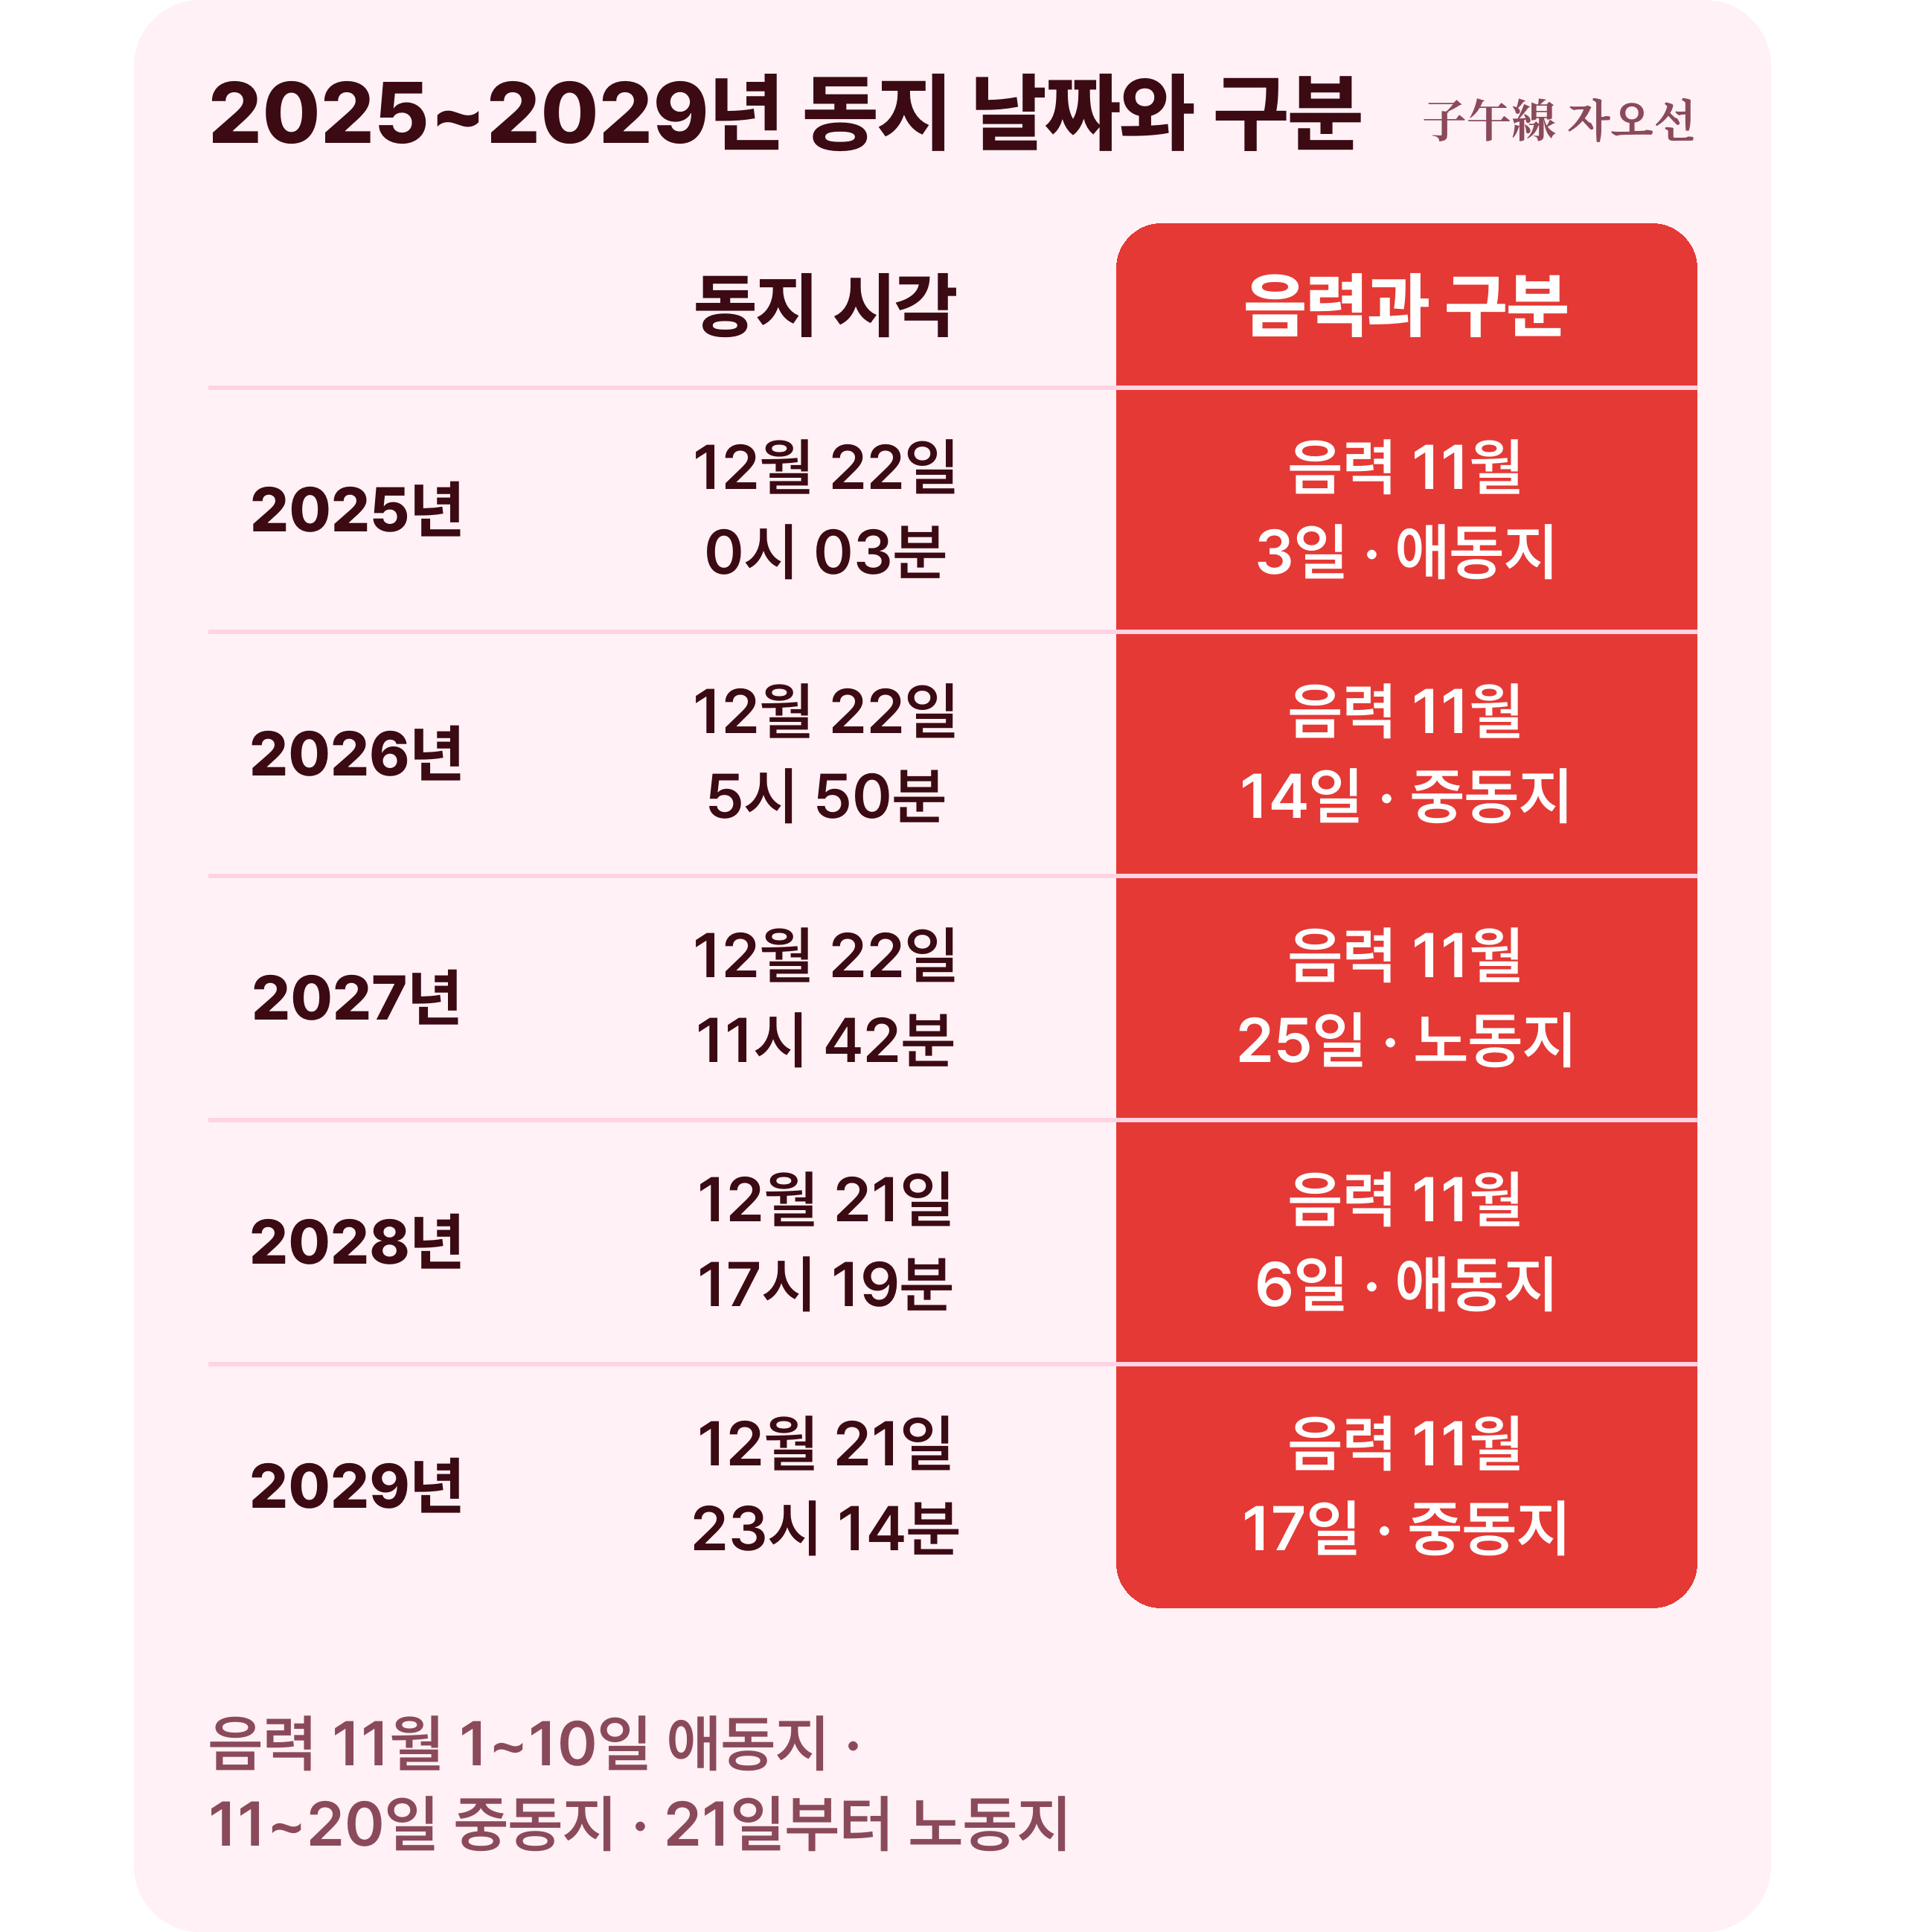 2025~2029년 동지 날짜와 구분
子午線 자오선
동지 시각 음력과 구분
2025년
12월 22일
0시 03분
음력 11월
3일 · 애동지
2026년
12월 22일
5시 50분
음력 11월
14일 · 중동지
2027년
12월 22일
11시 42분
음력 11월
25일 · 노동지
2028년
12월 21일
17시 19분
음력 11월
6일 · 애동지
2029년
12월 21일
23시 14분
음력 11월
17일 · 중동지
음력 11월 1~10일 애동지 ·
11~20일 중동지 · 21일부터 노동지